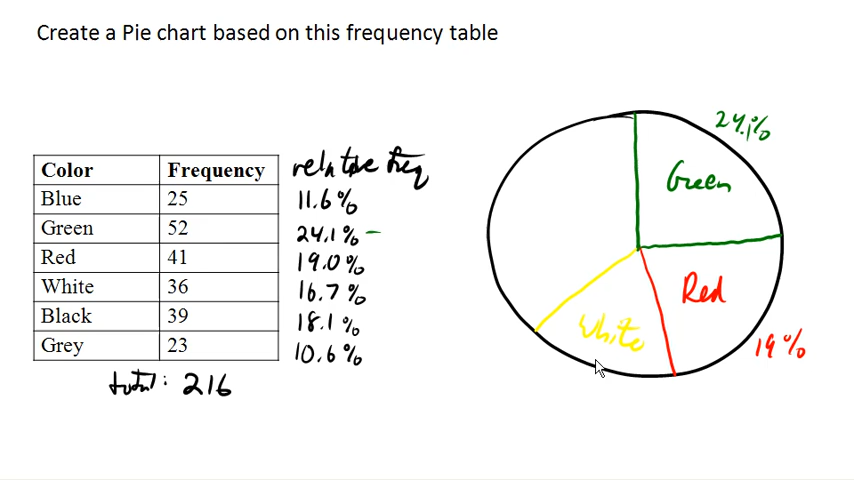 Create a Pie chart based on this frequency table
Color Frequency relative freq
Blue 25 11.6%
Green 52 24.1%
Red 41 19.0%
White 36 16.7%
Black 39 18.1%
Grey 23 10.6%
total: 216
24.1%
Green
Red
White
19%